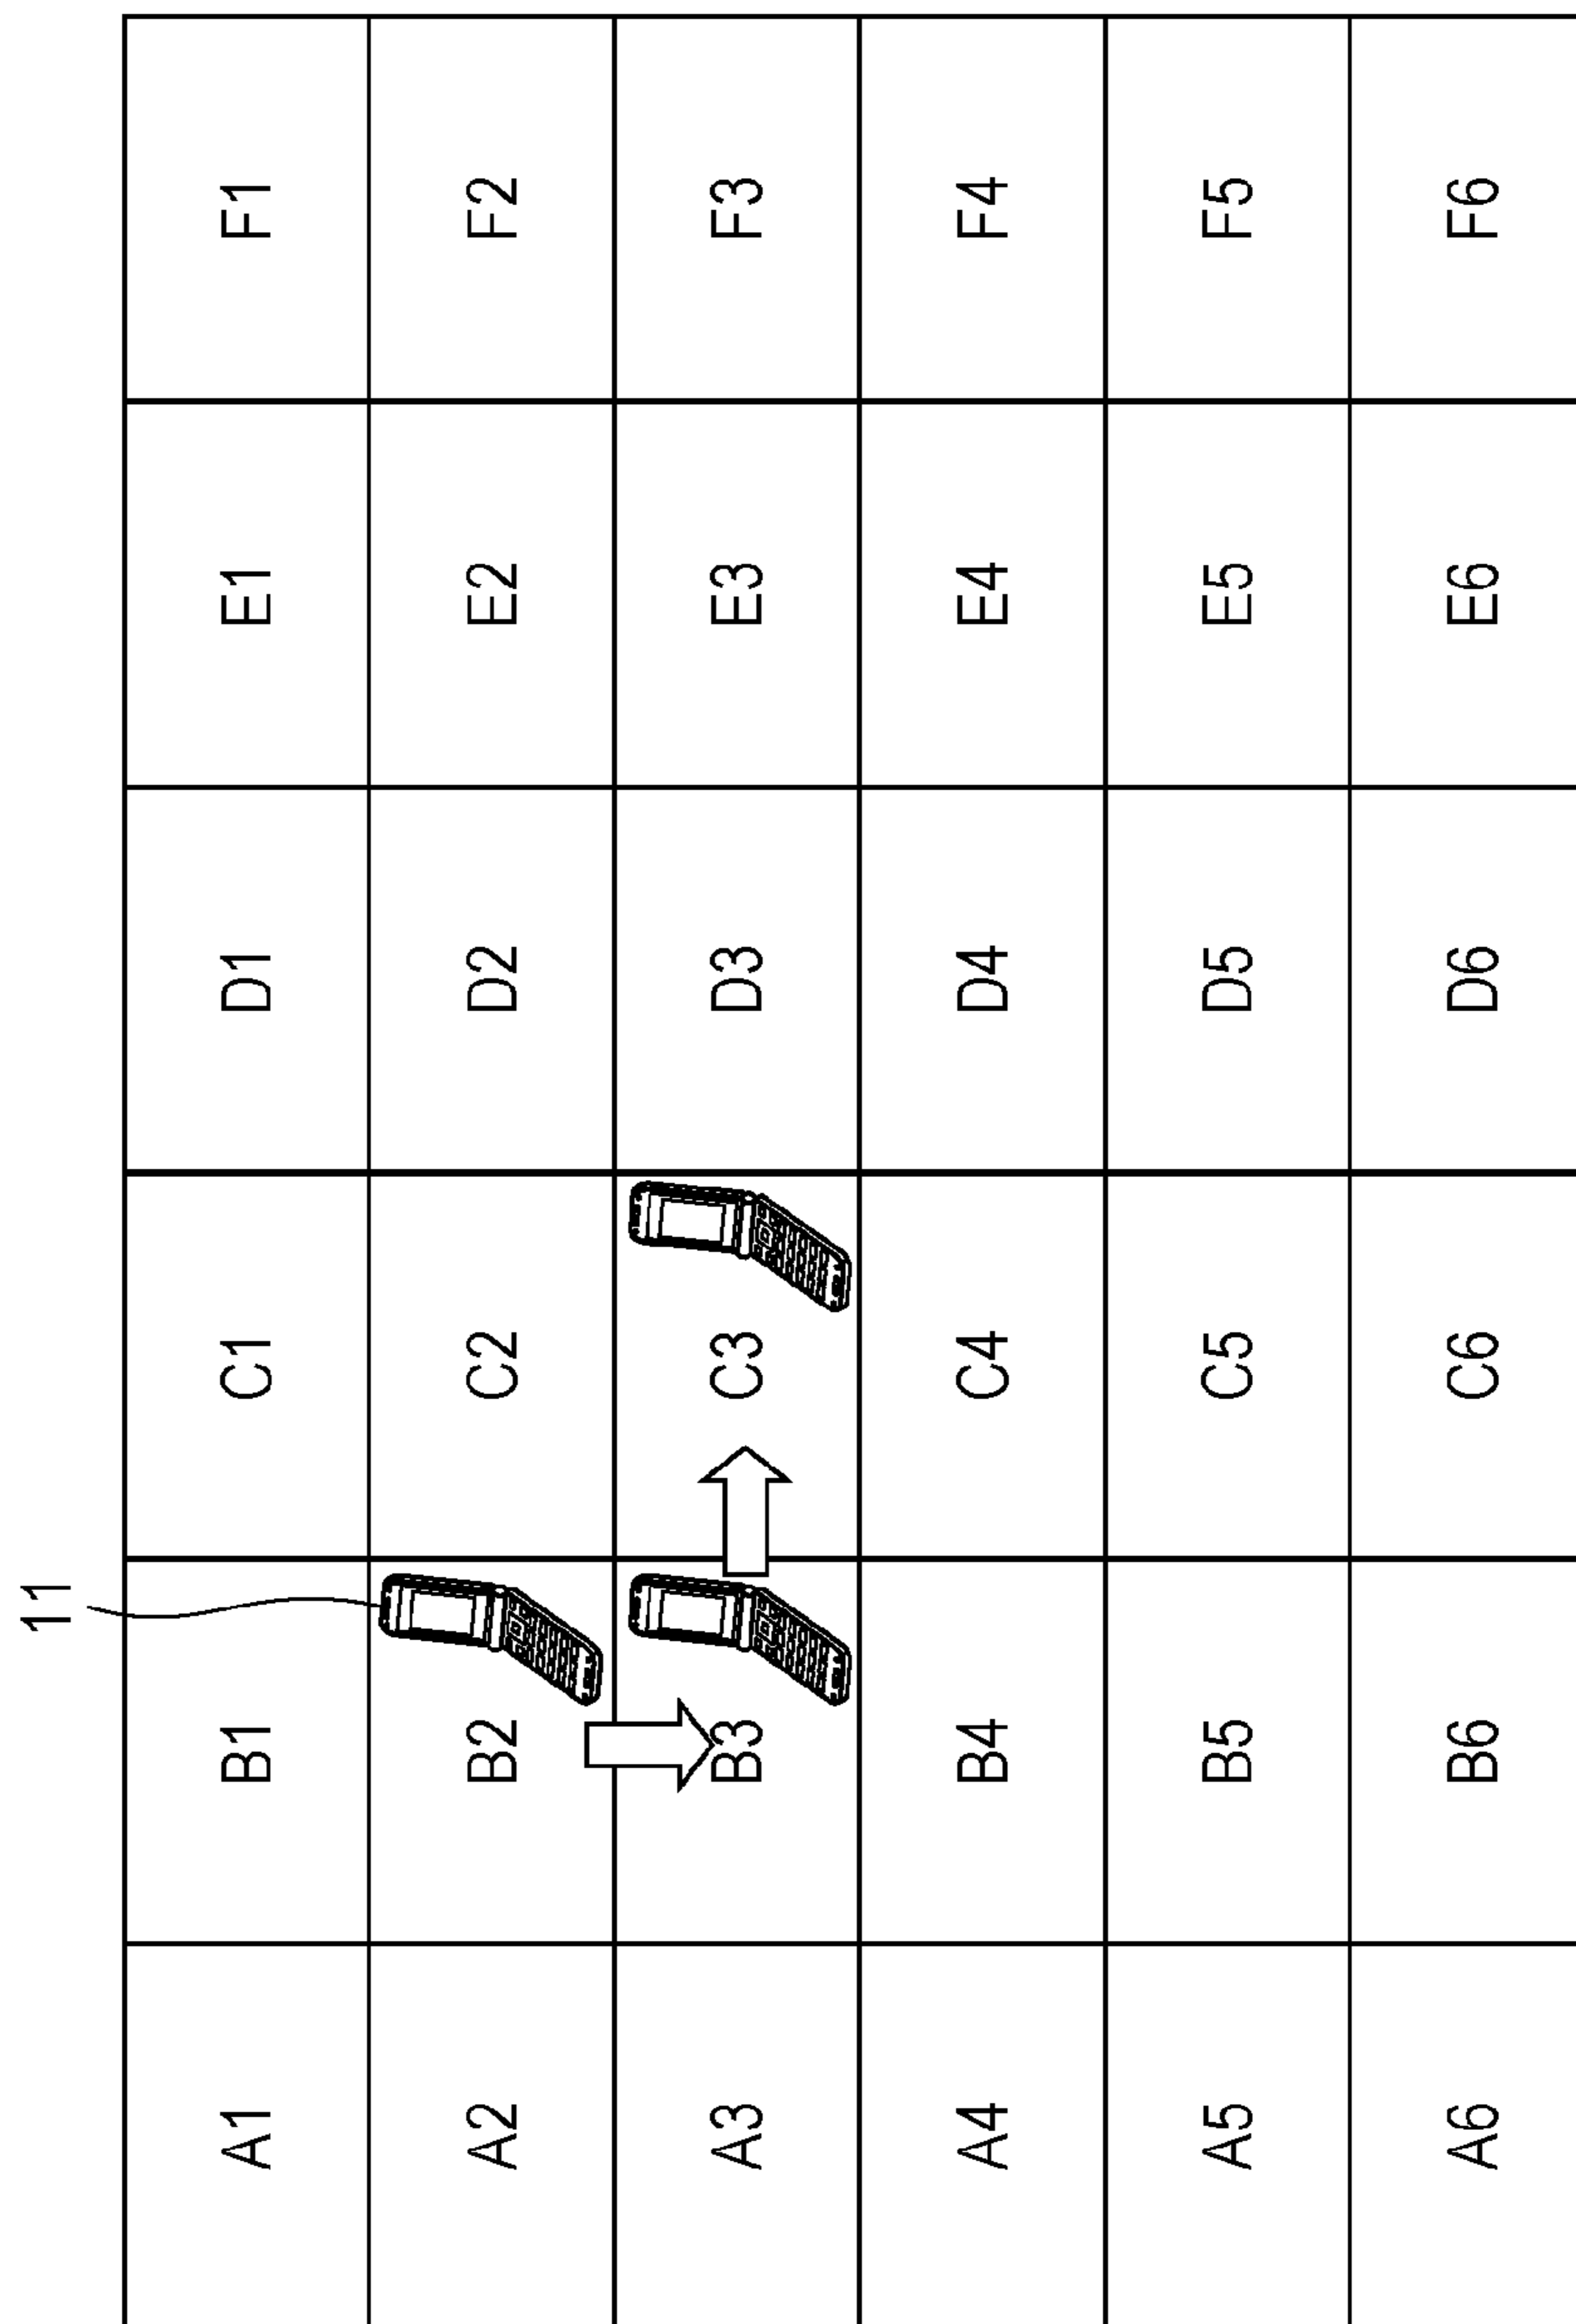 11
A1 B1 C1 D1 E1 F1
A2 B2 C2 D2 E2 F2
A3 B3 C3 D3 E3 F3
A4 B4 C4 D4 E4 F4
A5 B5 C5 D5 E5 F5
A6 B6 C6 D6 E6 F6